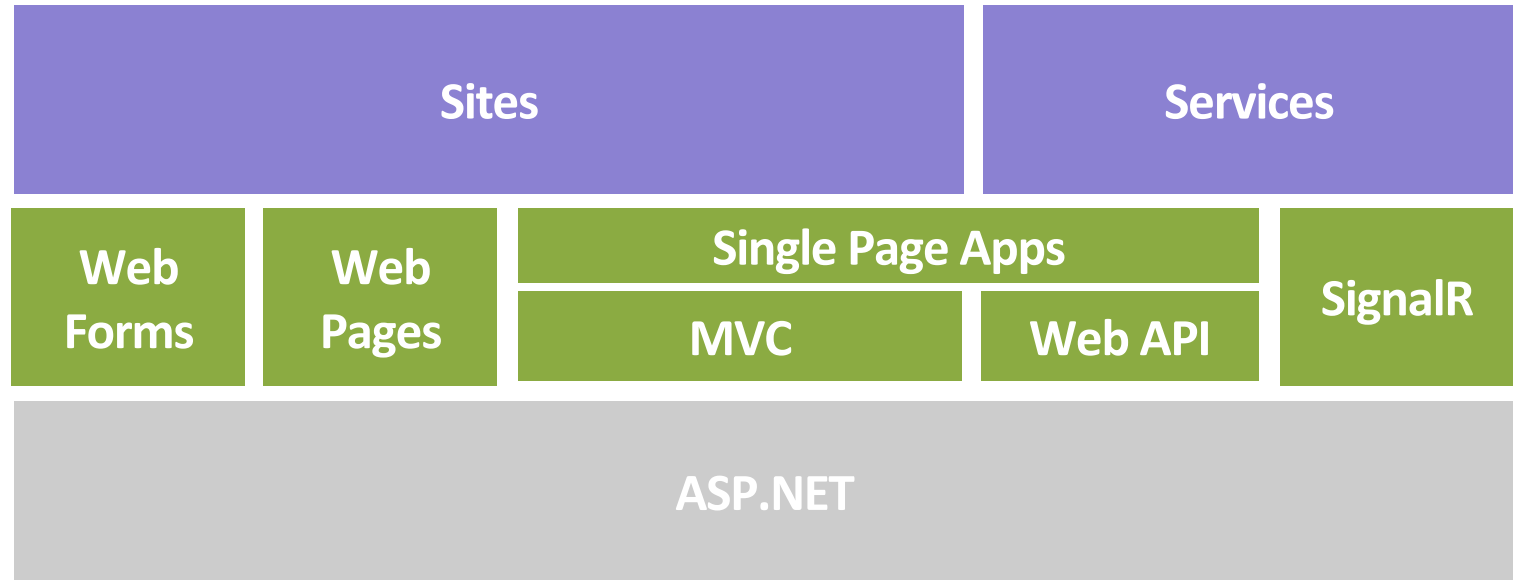 Sites
Services
Web
Forms
Web
Pages
Single Page Apps
MVC
Web API
SignalR
ASP.NET